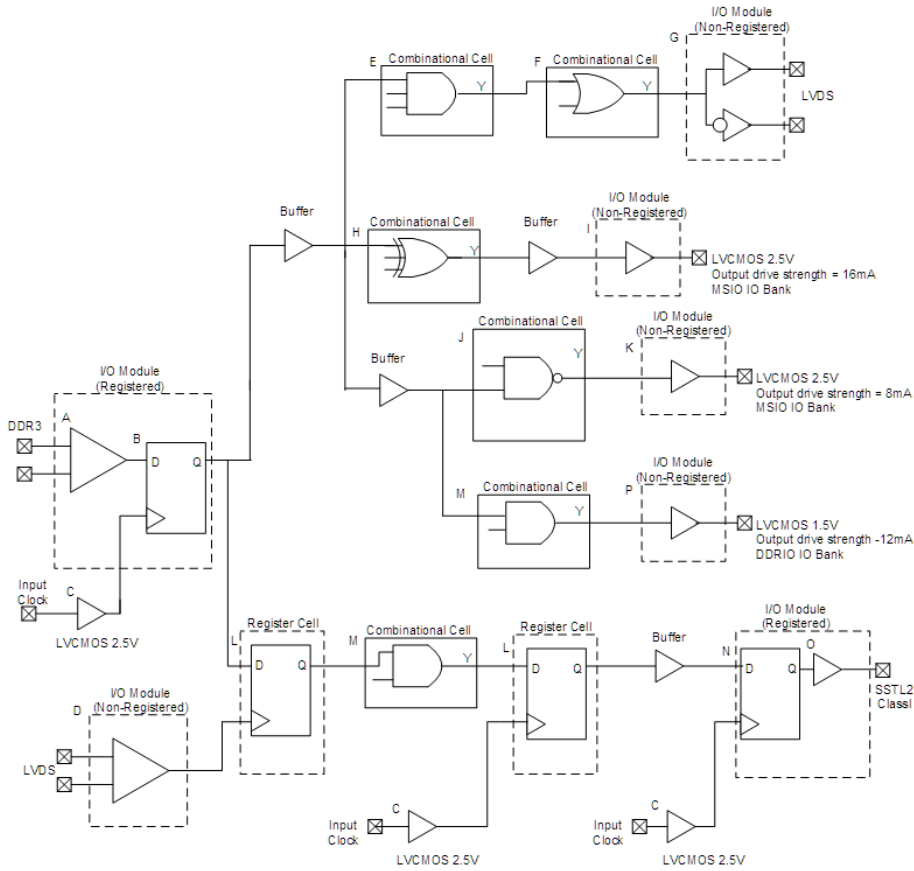 I/O Module
(Non-Registered)
G
E
Combinational Cell
F
Combinational Cell
Y
Y
LVDS
Buffer
H
Combinational Cell
Y
Buffer
I/O Module
(Non-Registered)
I
LVCMOS 2.5V
Output drive strength = 16mA
MSIO IO Bank
Combinational Cell
J
Y
I/O Module
(Non-Registered)
K
Buffer
LVCMOS 2.5V
Output drive strength = 8mA
MSIO IO Bank
I/O Module
(Registered)
DDR3
A
B
D
Q
Combinational Cell
M
Y
I/O Module
(Non-Registered)
P
LVCMOS 1.5V
Output drive strength -12mA
DDRIO IO Bank
Input
Clock
C
LVCMOS 2.5V
Register Cell
L
D
Q
M
Combinational Cell
Y
Register Cell
L
D
Q
Buffer
I/O Module
(Registered)
N
D
Q
O
SSTL2
ClassI
I/O Module
(Non-Registered)
D
LVDS
C
Input
Clock
LVCMOS 2.5V
C
Input
Clock
LVCMOS 2.5V